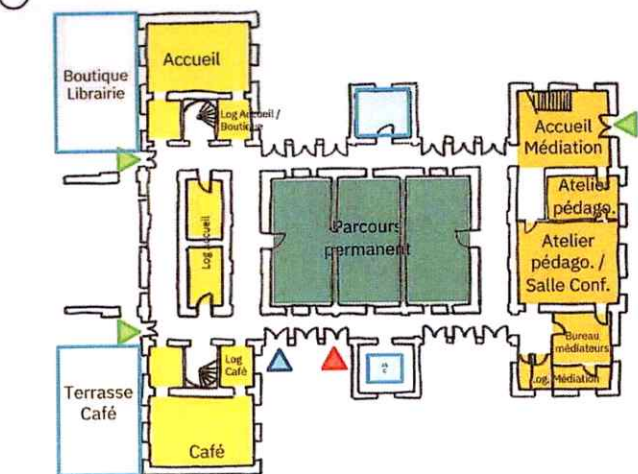 Accueil
Boutique
Librairie
Log Accueil /
Boutique
Accueil
Médiation
Atelier
pédago.
Log Accueil
Parcours
permanent
Atelier
pédago. /
Salle Conf.
Bureau
médiateurs
Log
Café
Log. Médiation
Terrasse
Café
Café